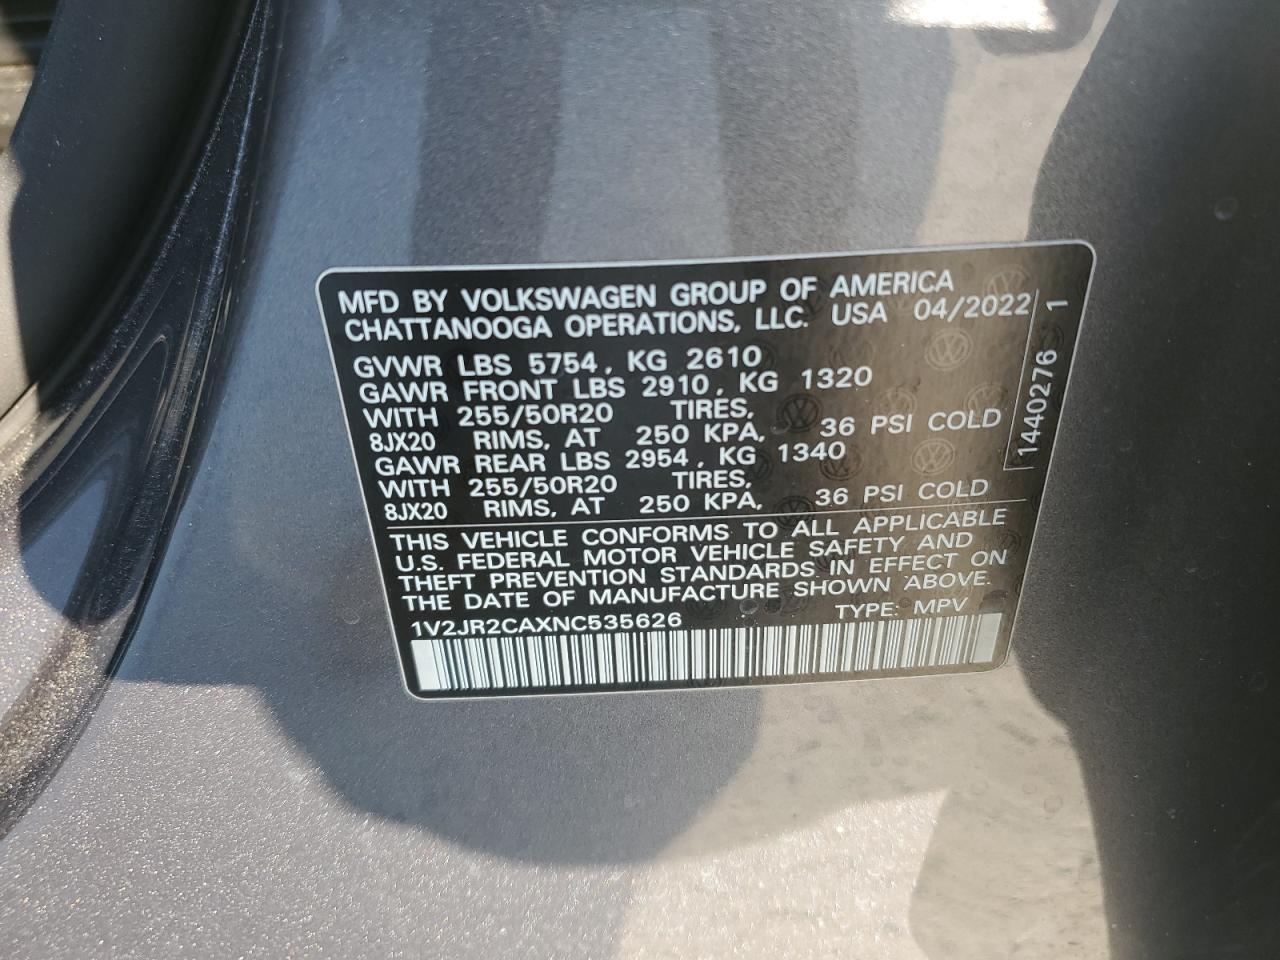 MFD BY VOLKSWAGEN GROUP OF AMERICA
CHATTANOOGA OPERATIONS, LLC. USA 04/2022
GVWR LBS 5754, KG 2610
GAWR FRONT LBS 2910, KG 1320
WITH 255/50R20 TIRES,
8JX20 RIMS, AT 250 KPA, 36 PSI COLD
GAWR REAR LBS 2954, KG 1340
WITH 255/50R20 TIRES,
8JX20 RIMS, AT 250 KPA, 36 PSI COLD
1440276 1
THIS VEHICLE CONFORMS TO ALL APPLICABLE
U.S. FEDERAL MOTOR VEHICLE SAFETY AND
THEFT PREVENTION STANDARDS IN EFFECT ON
THE DATE OF MANUFACTURE SHOWN ABOVE.
1V2JR2CAXNC535626 TYPE: MPV